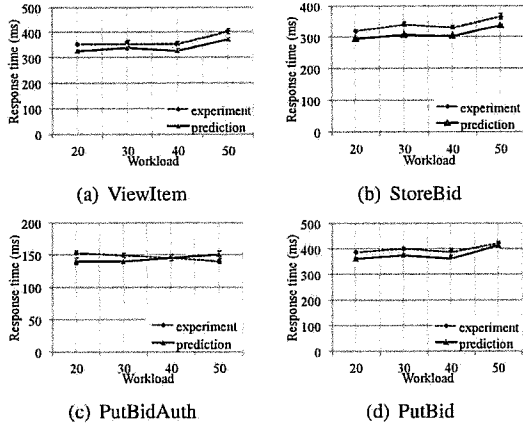 500
400
300
200
100
0
Response time (ms)
experiment
prediction
20 30 40 50
Workload
(a) ViewItem
400
300
200
100
0
Response time (ms)
experiment
prediction
20 30 40 50
Workload
(b) StoreBid
200
150
100
50
0
Response time (ms)
experiment
prediction
20 30 40 50
Workload
(c) PutBidAuth
500
400
300
200
100
0
Response time (ms)
experiment
prediction
20 30 40 50
Workload
(d) PutBid